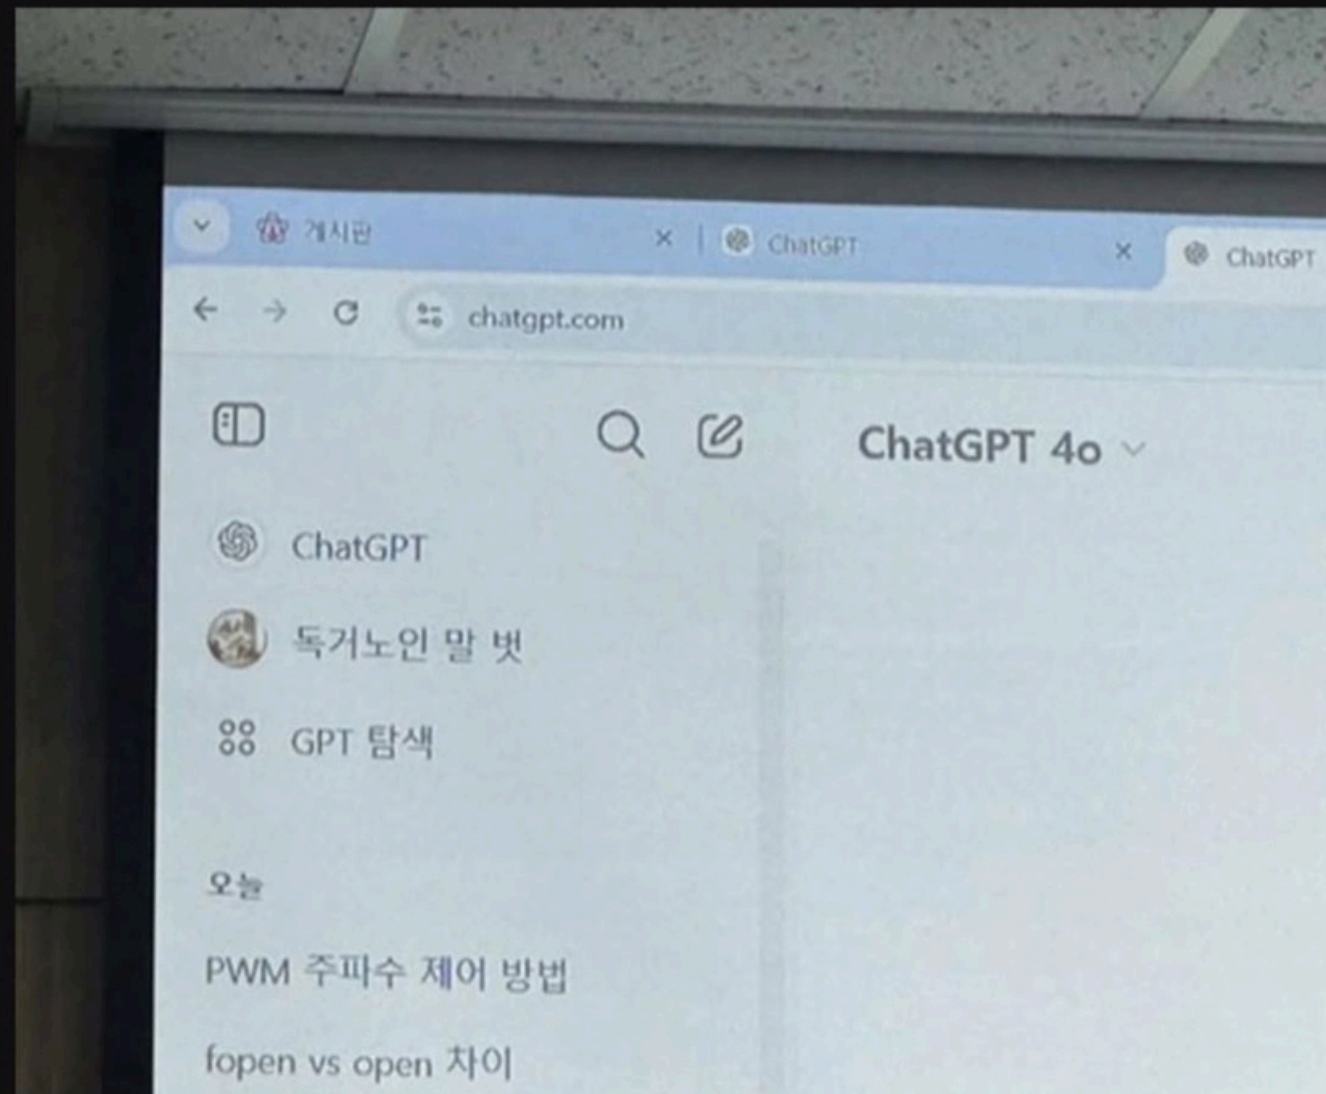 게시판
ChatGPT
ChatGPT
chatgpt.com
ChatGPT 4o
ChatGPT
독거노인 말 벗
GPT 탐색
오늘
PWM 주파수 제어 방법
fopen vs open 차이